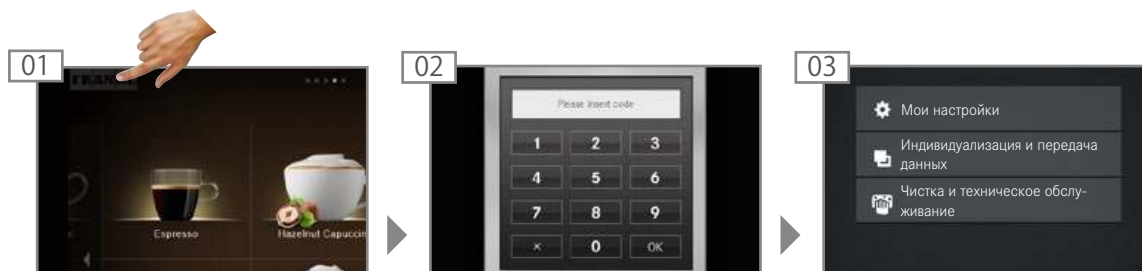 01
FRANKE
Espresso
Hazelnut Capuccin
02
Please insert code
1 2 3
4 5 6
7 8 9
× 0 OK
03
Мои настройки
Индивидуализация и передача
данных
Чистка и техническое обслу-
живание